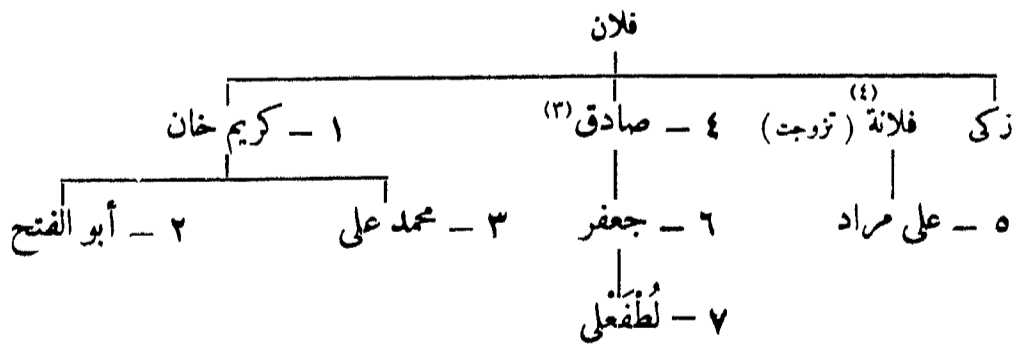 فلان
زكى فلانة (٤) (تزوجت) ٤ – صادق (٣) ١ – كريم خان
٥ – على مراد ٦ – جعفر ٣ – محمد على ٢ – أبو الفتح
٧ – لُطْفَعْلى